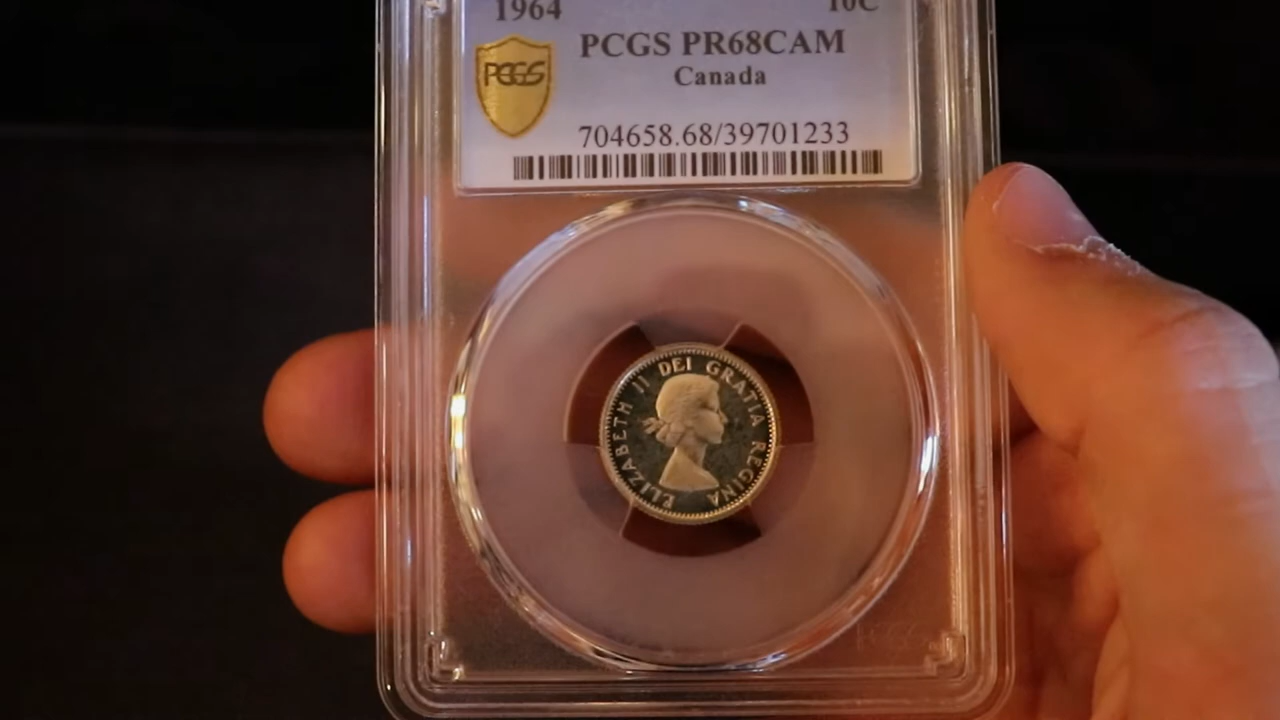 1964 10C
PCGS PR68CAM
PCGS
Canada
704658.68/39701233
ELIZABETH II DEI GRATIA REGINA